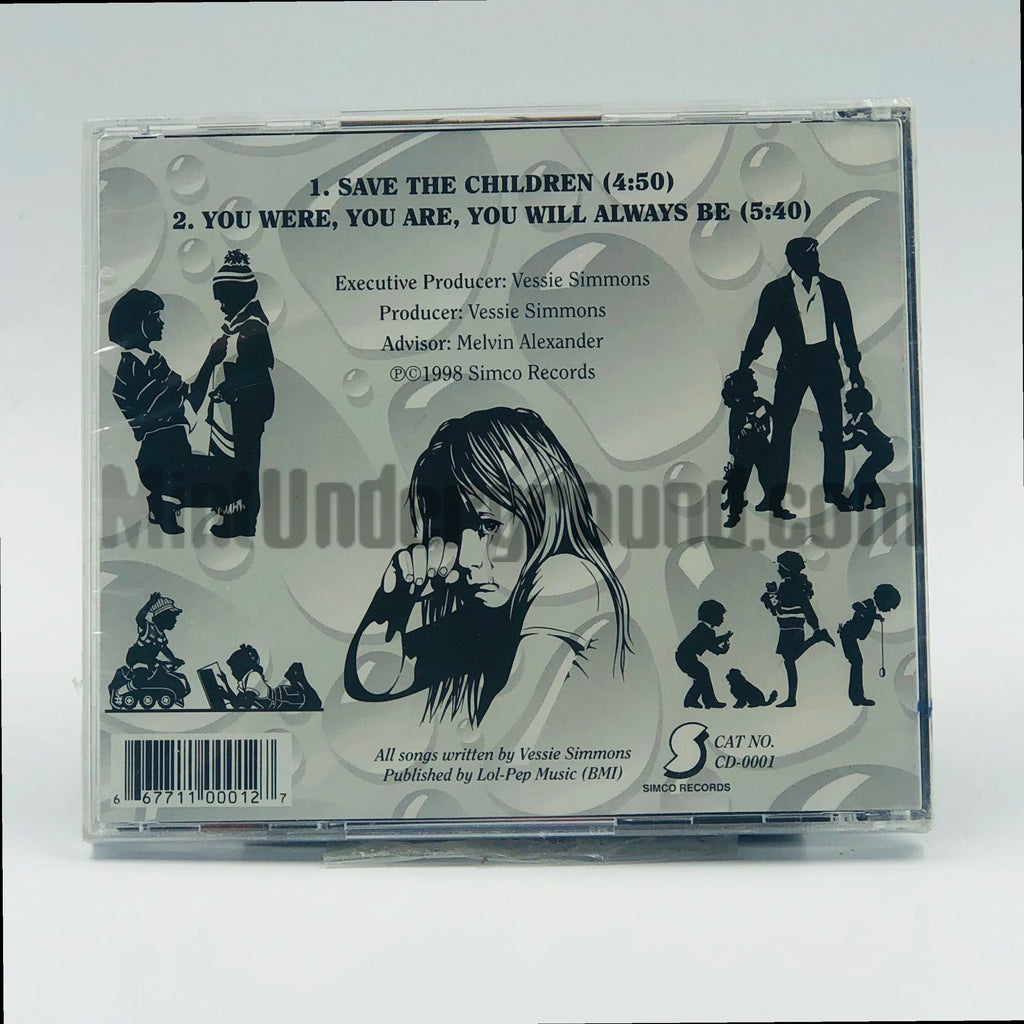 1. SAVE THE CHILDREN (4:50)
2. YOU WERE, YOU ARE, YOU WILL ALWAYS BE (5:40)
Executive Producer: Vessie Simmons
Producer: Vessie Simmons
Advisor: Melvin Alexander
℗©1998 Simco Records
MintUnderground.com
All songs written by Vessie Simmons
Published by Lol-Pep Music (BMI)
S
CAT NO.
CD-0001
SIMCO RECORDS
6 67711 00012 7